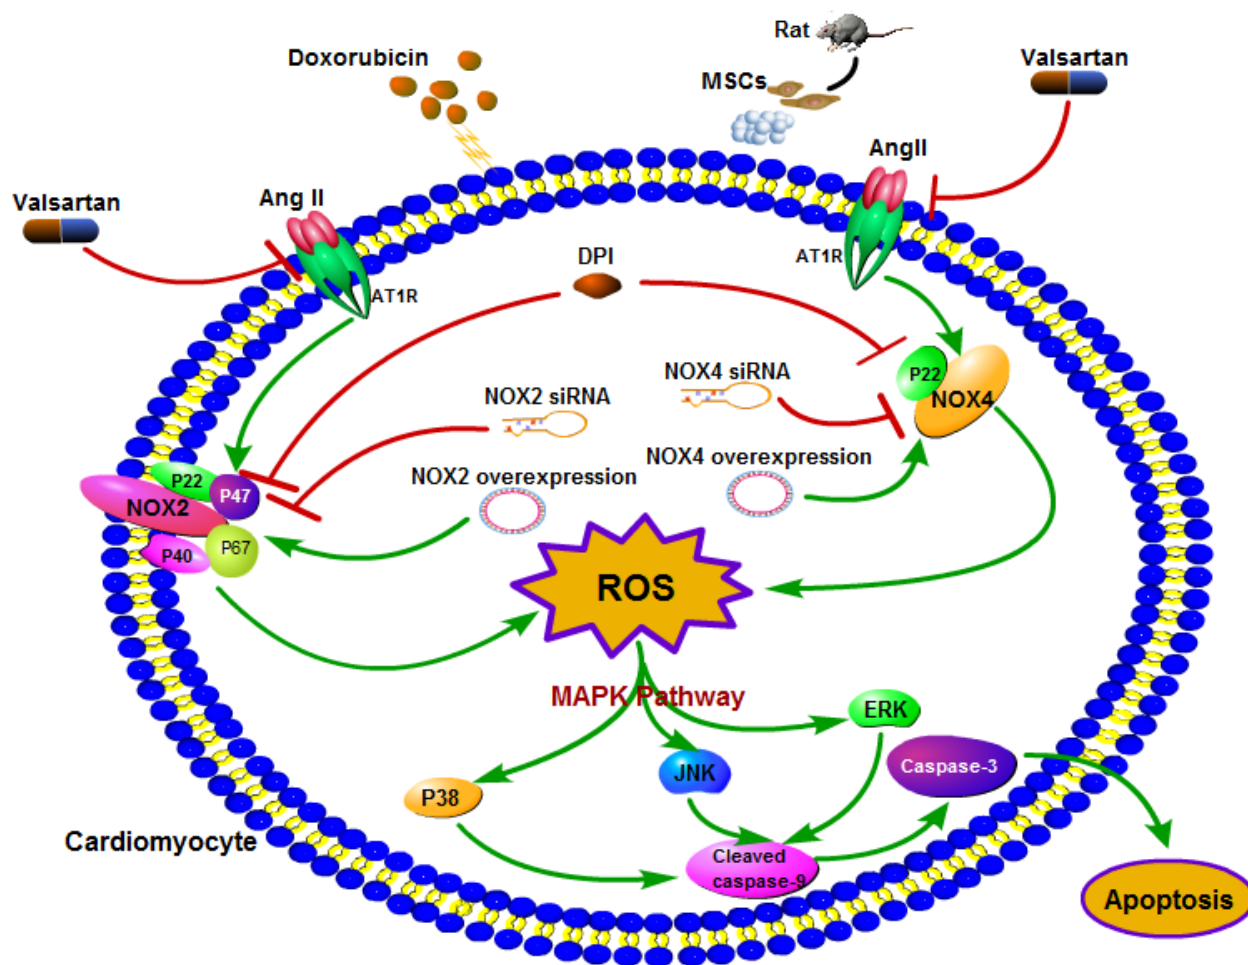 Rat
Doxorubicin
MSCs
Valsartan
AngII
Valsartan
Ang II
DPI
AT1R
AT1R
P22
NOX4
NOX4 siRNA
NOX2 siRNA
NOX4 overexpression
NOX2 overexpression
P22
P47
NOX2
P67
P40
ROS
MAPK Pathway
ERK
Caspase-3
JNK
P38
Cardiomyocyte
Cleaved
caspase-9
Apoptosis